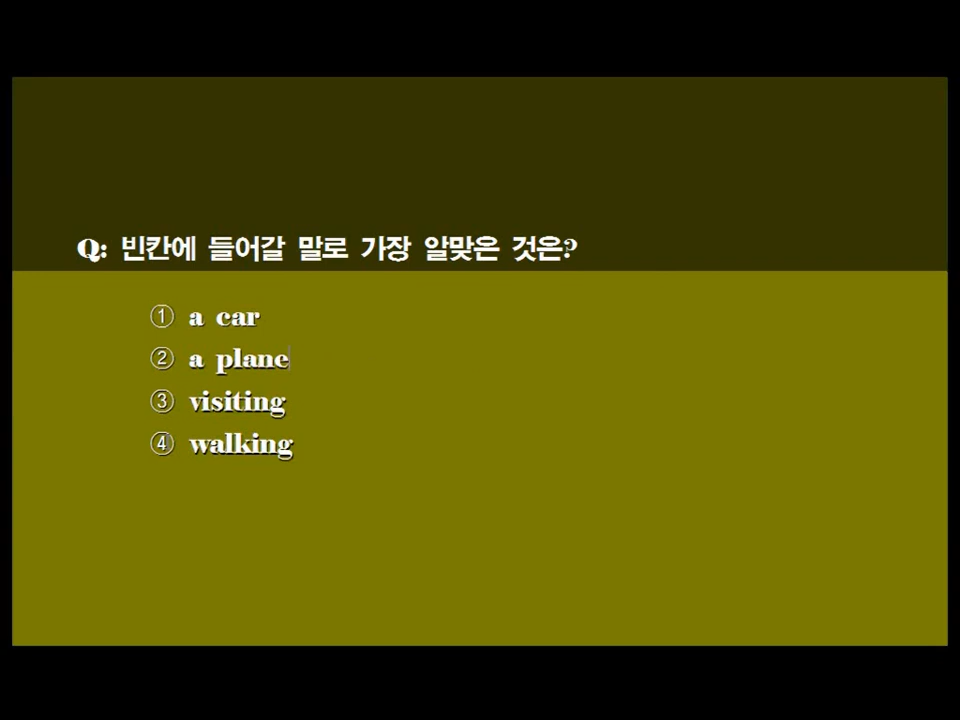 Q: 빈칸에 들어갈 말로 가장 알맞은 것은?
① a car
② a plane
③ visiting
④ walking